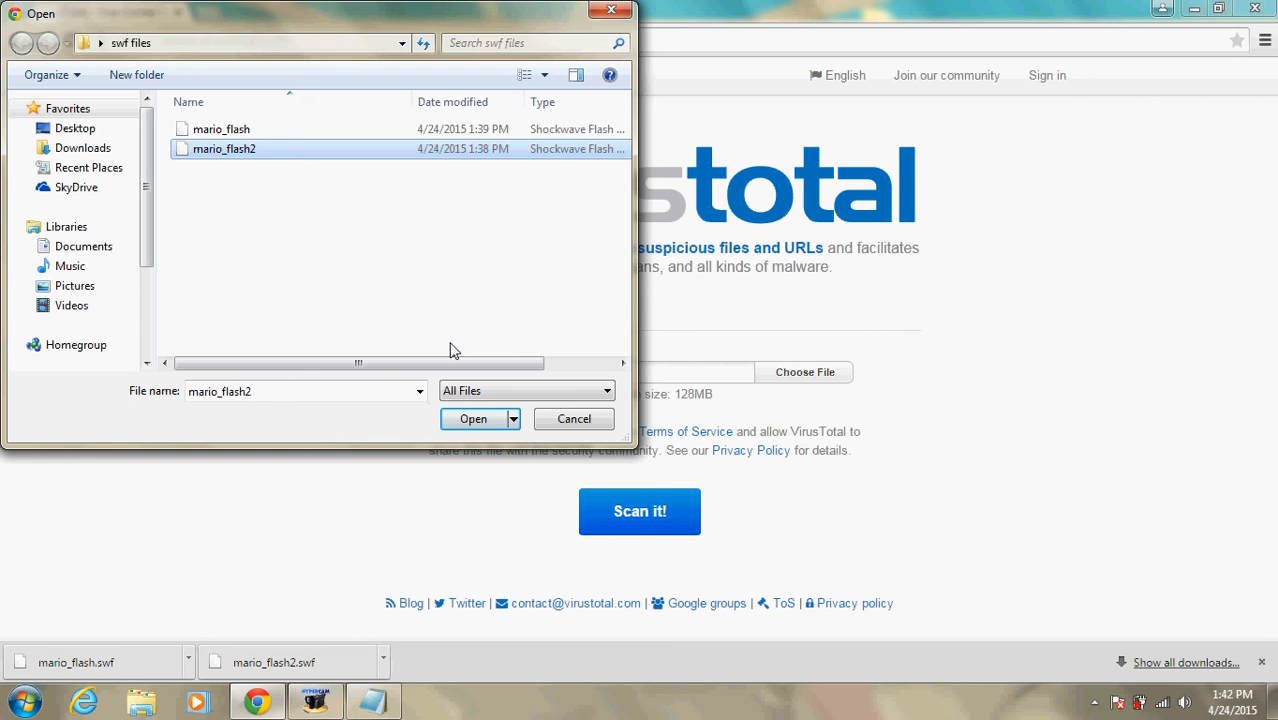 Open
swf files
Search swf files
Organize
New folder
Name
Date modified
Type
Favorites
Desktop
Downloads
Recent Places
SkyDrive
Libraries
Documents
Music
Pictures
Videos
Homegroup
mario_flash 4/24/2015 1:39 PM Shockwave Flash ...
mario_flash2 4/24/2015 1:38 PM Shockwave Flash ...
File name: mario_flash2
All Files
Open
Cancel
English Join our community Sign in
stotal
suspicious files and URLs and facilitates
ans, and all kinds of malware.
Choose File
size: 128MB
Terms of Service and allow VirusTotal to
share this file with the security community. See our Privacy Policy for details.
Scan it!
Blog | Twitter | contact@virustotal.com | Google groups | ToS | Privacy policy
mario_flash.swf
mario_flash2.swf
Show all downloads...
HYPERCAM
1:42 PM
4/24/2015